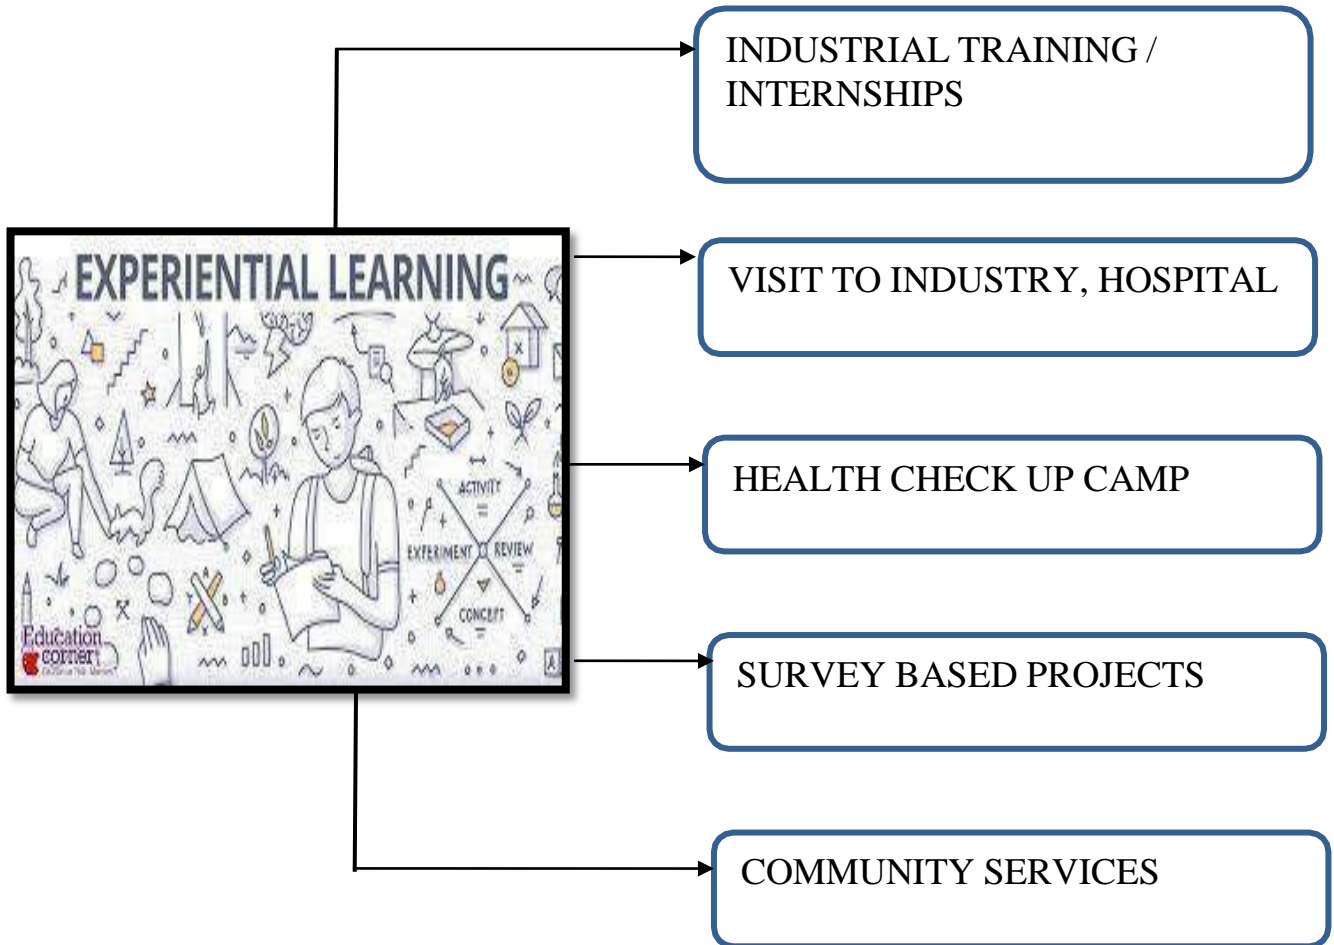 INDUSTRIAL TRAINING /
INTERNSHIPS
EXPERIENTIAL LEARNING
VISIT TO INDUSTRY, HOSPITAL
HEALTH CHECK UP CAMP
ACTIVITY
EXPERIMENT
REVIEW
CONCEPT
Education
corner
SURVEY BASED PROJECTS
COMMUNITY SERVICES